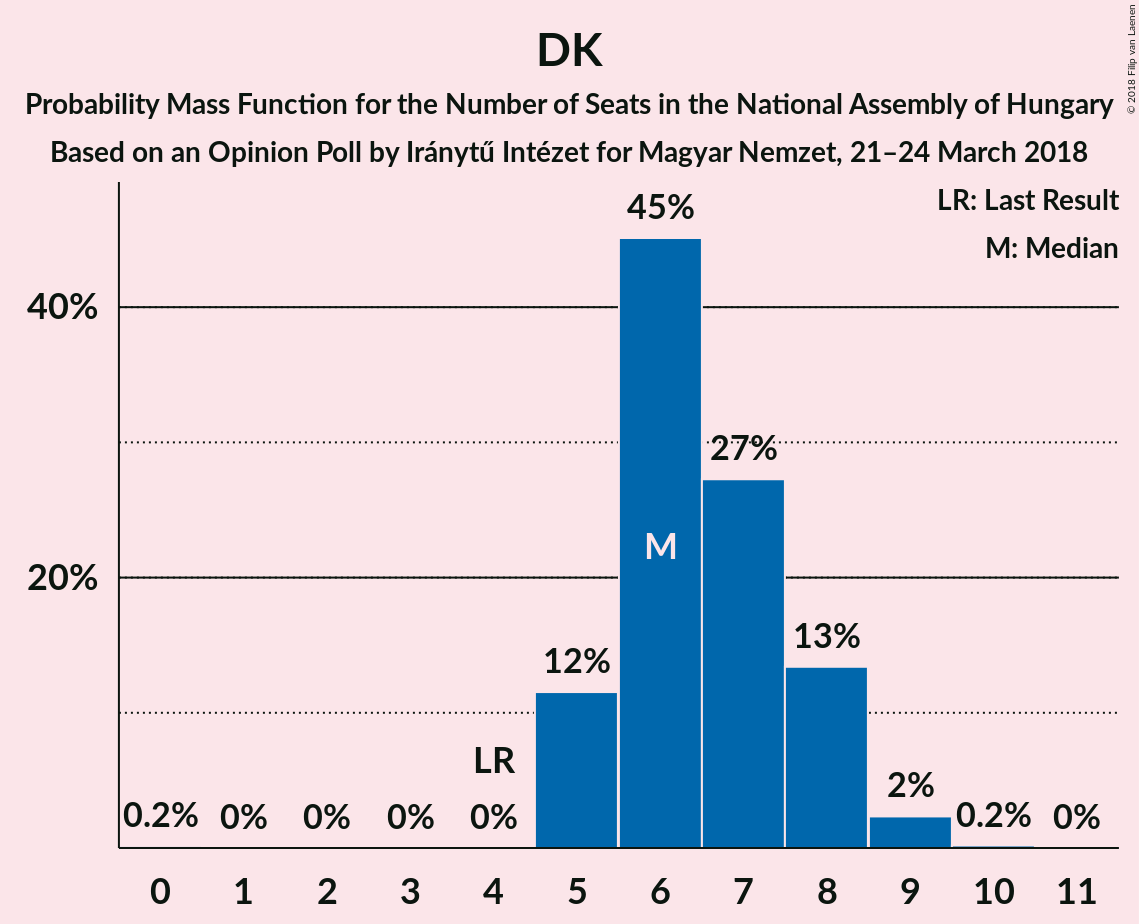 DK
Probability Mass Function for the Number of Seats in the National Assembly of Hungary
Based on an Opinion Poll by Iránytű Intézet for Magyar Nemzet, 21–24 March 2018
© 2018 Filip van Laenen
LR: Last Result
M: Median
45%
40%
27%
M
20%
13%
12%
LR
2%
0.2% 0% 0% 0% 0% 0.2% 0%
0 1 2 3 4 5 6 7 8 9 10 11